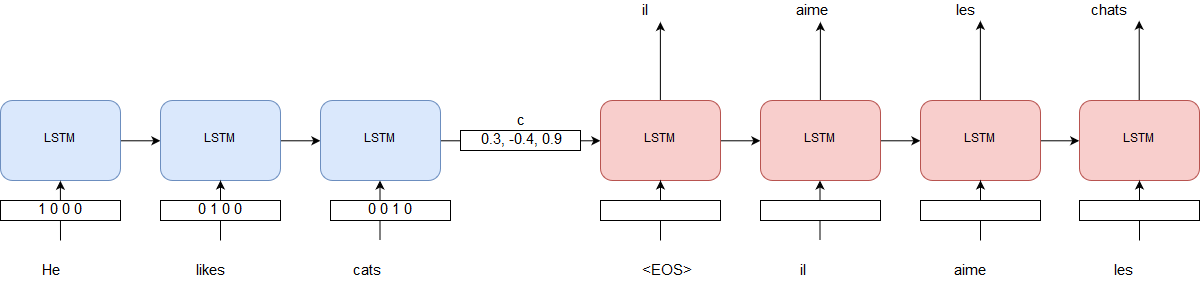 il aime les chats
LSTM LSTM LSTM c LSTM LSTM LSTM LSTM
0.3, -0.4, 0.9
1 0 0 0 0 1 0 0 0 0 1 0
He likes cats <EOS> il aime les